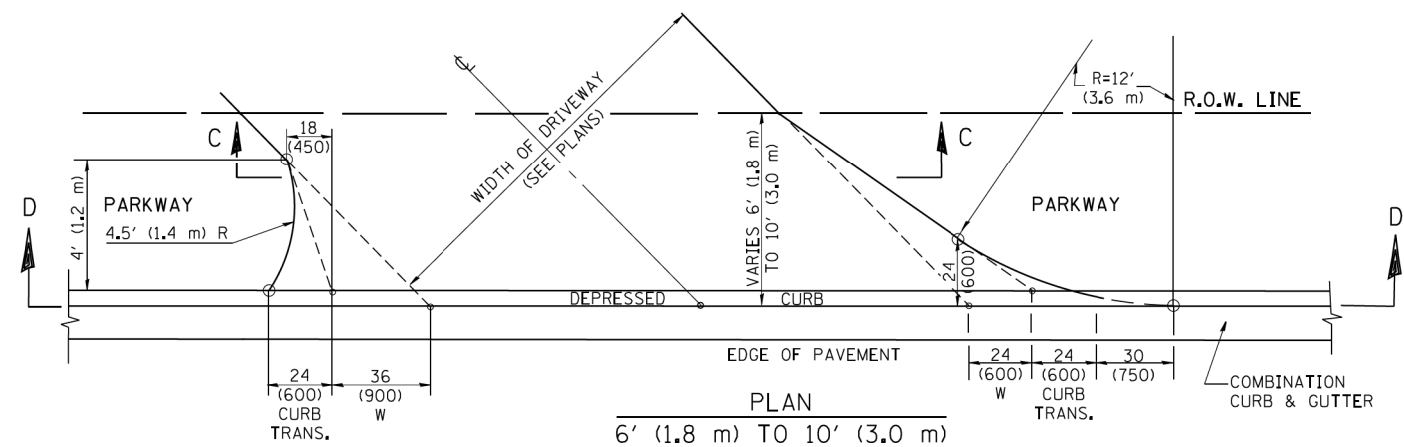 R=12'
(3.6 m)
R.O.W. LINE
C
18
(450)
℄
WIDTH OF DRIVEWAY
(SEE PLANS)
C
VARIES 6' (1.8 m)
TO 10' (3.0 m)
D
4' (1.2 m)
PARKWAY
4.5' (1.4 m) R
PARKWAY
D
24
(600)
DEPRESSED CURB
EDGE OF PAVEMENT
24
(600)
CURB
TRANS.
36
(900)
W
24
(600)
W
24
(600)
CURB
TRANS.
30
(750)
COMBINATION
CURB & GUTTER
PLAN
6' (1.8 m) TO 10' (3.0 m)